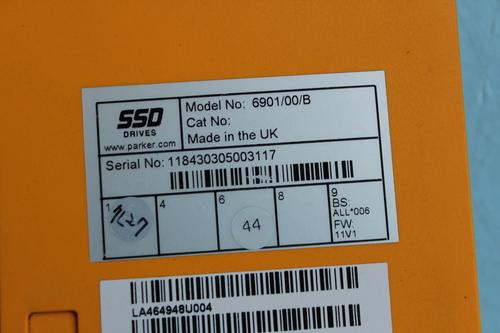 SSD
DRIVES
www.parker.com
Model No: 6901/00/B
Cat No:
Made in the UK
Serial No: 118430305003117
1
4
6
44
8
9
BS:
ALL*006
FW:
11V1
LA464948U004